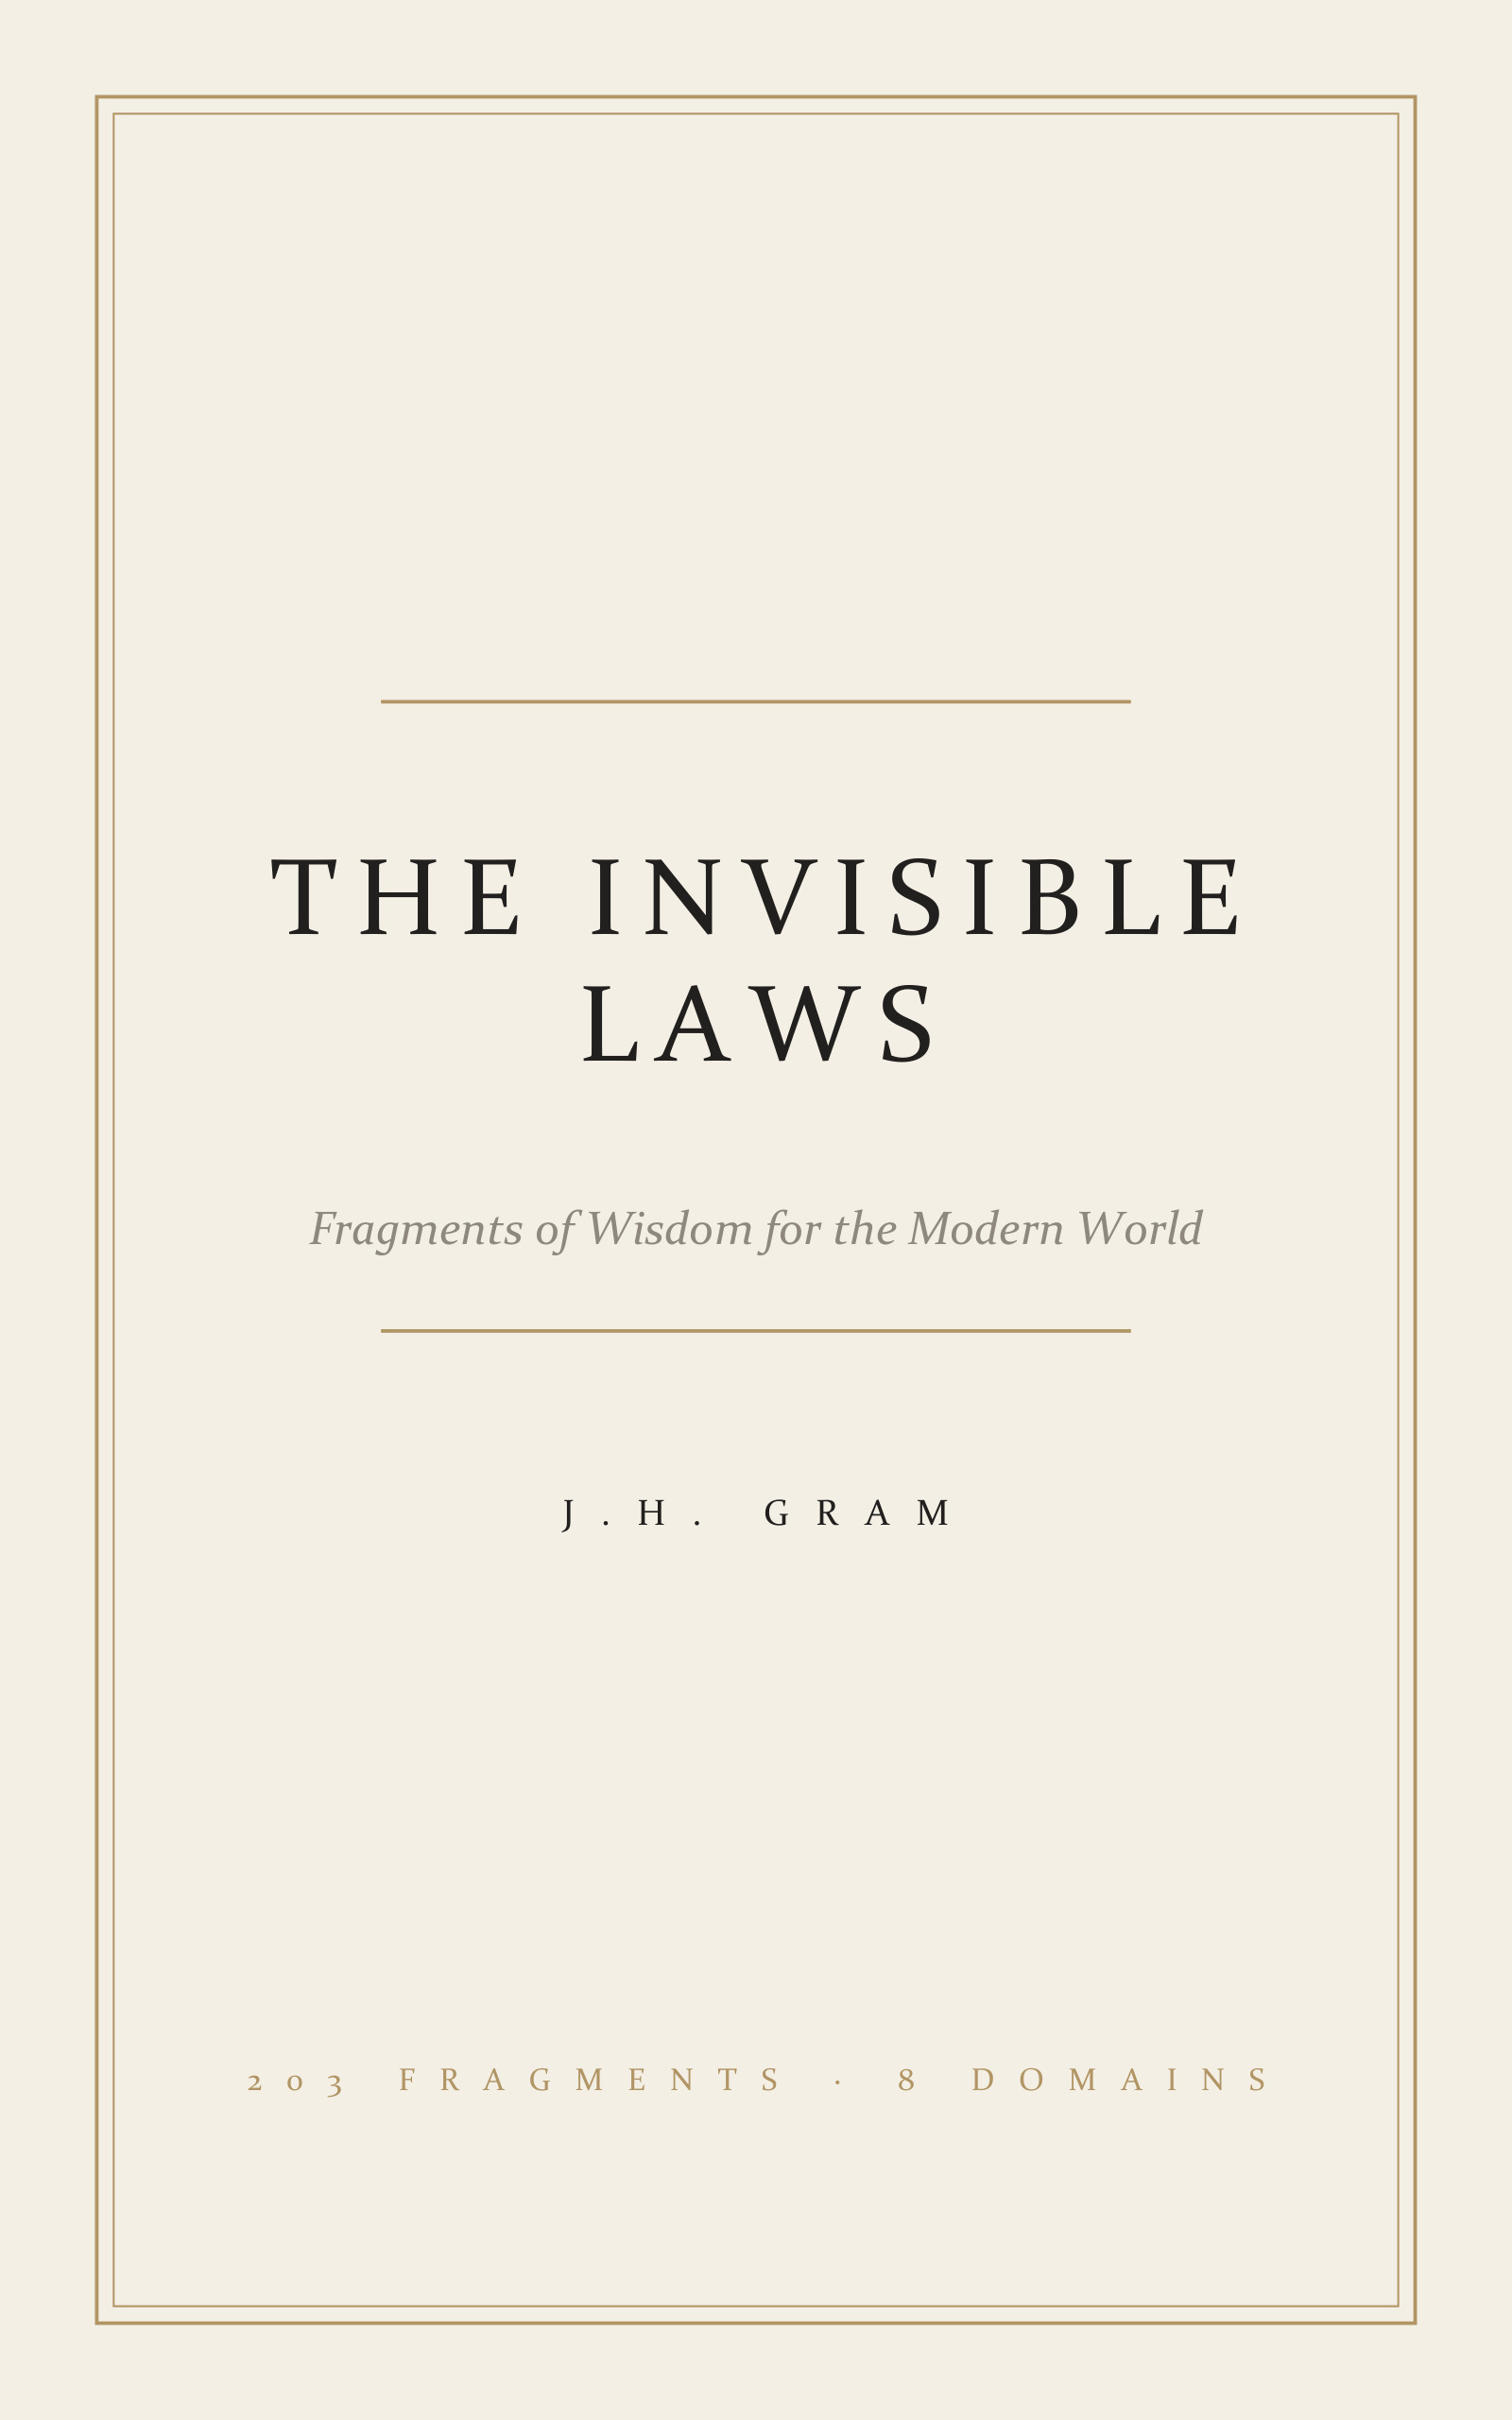 THE INVISIBLE
LAWS
Fragments of Wisdom for the Modern World
J.H. GRAM
203 FRAGMENTS · 8 DOMAINS